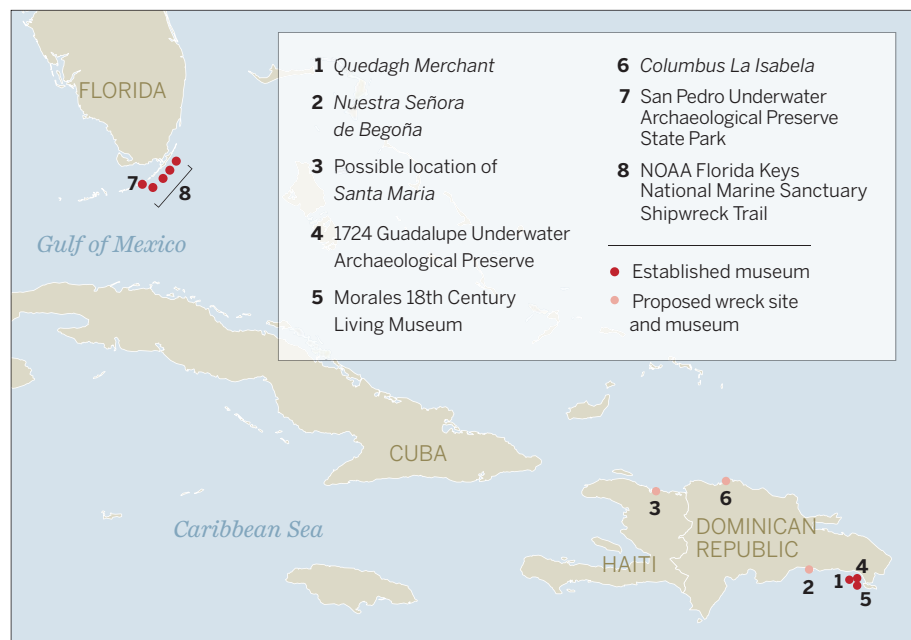 1 Quedagh Merchant
2 Nuestra Señora
de Begoña
3 Possible location of
Santa Maria
4 1724 Guadalupe Underwater
Archaeological Preserve
5 Morales 18th Century
Living Museum
6 Columbus La Isabela
7 San Pedro Underwater
Archaeological Preserve
State Park
8 NOAA Florida Keys
National Marine Sanctuary
Shipwreck Trail
Established museum
Proposed wreck site
and museum
FLORIDA
7
8
Gulf of Mexico
CUBA
Caribbean Sea
3
6
DOMINICAN
REPUBLIC
HAITI
2
1
4
5